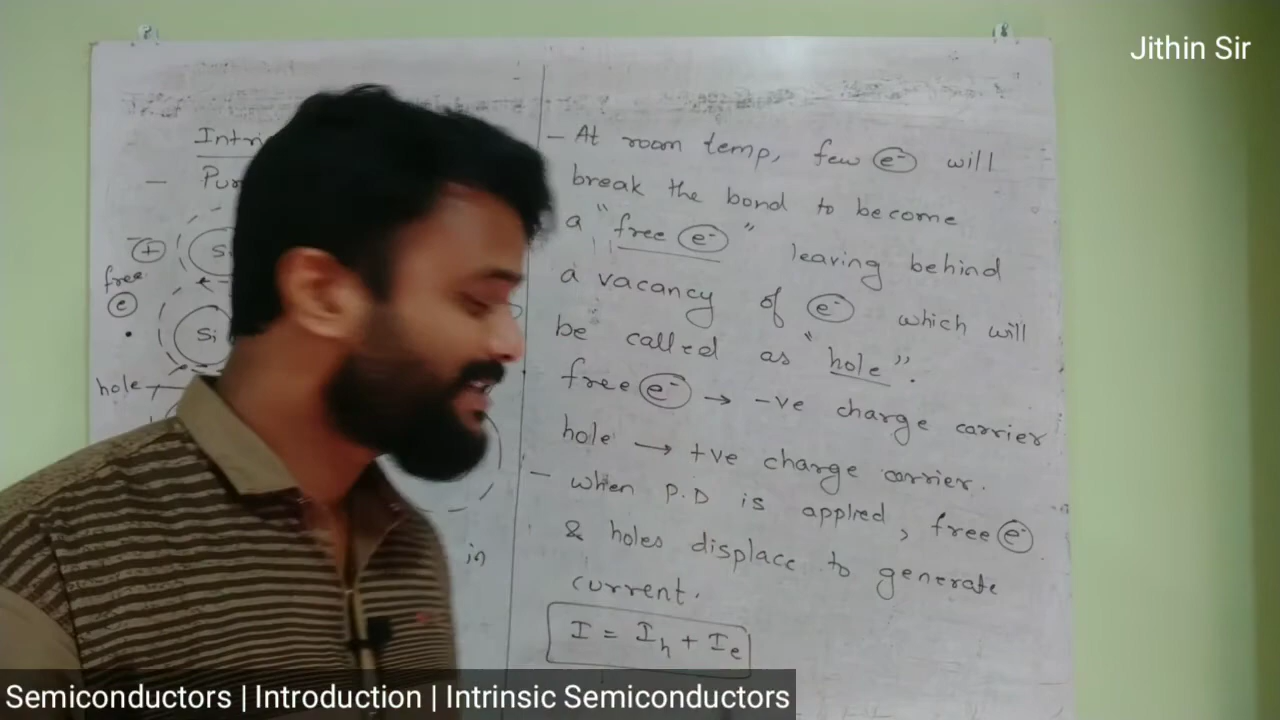 Jithin Sir
Intri
— Pur
+
free
e
Si
hole
in
— At room temp, few e⁻ will
break the bond to become
a "free e⁻" leaving behind
a vacancy of e⁻ which will
be called as "hole".
free e⁻ → -ve charge carrier
hole → +ve charge carrier.
— when P.D is applied, free e⁻
& holes displace to generate
current.
I = Ih + Ie
Semiconductors | Introduction | Intrinsic Semiconductors